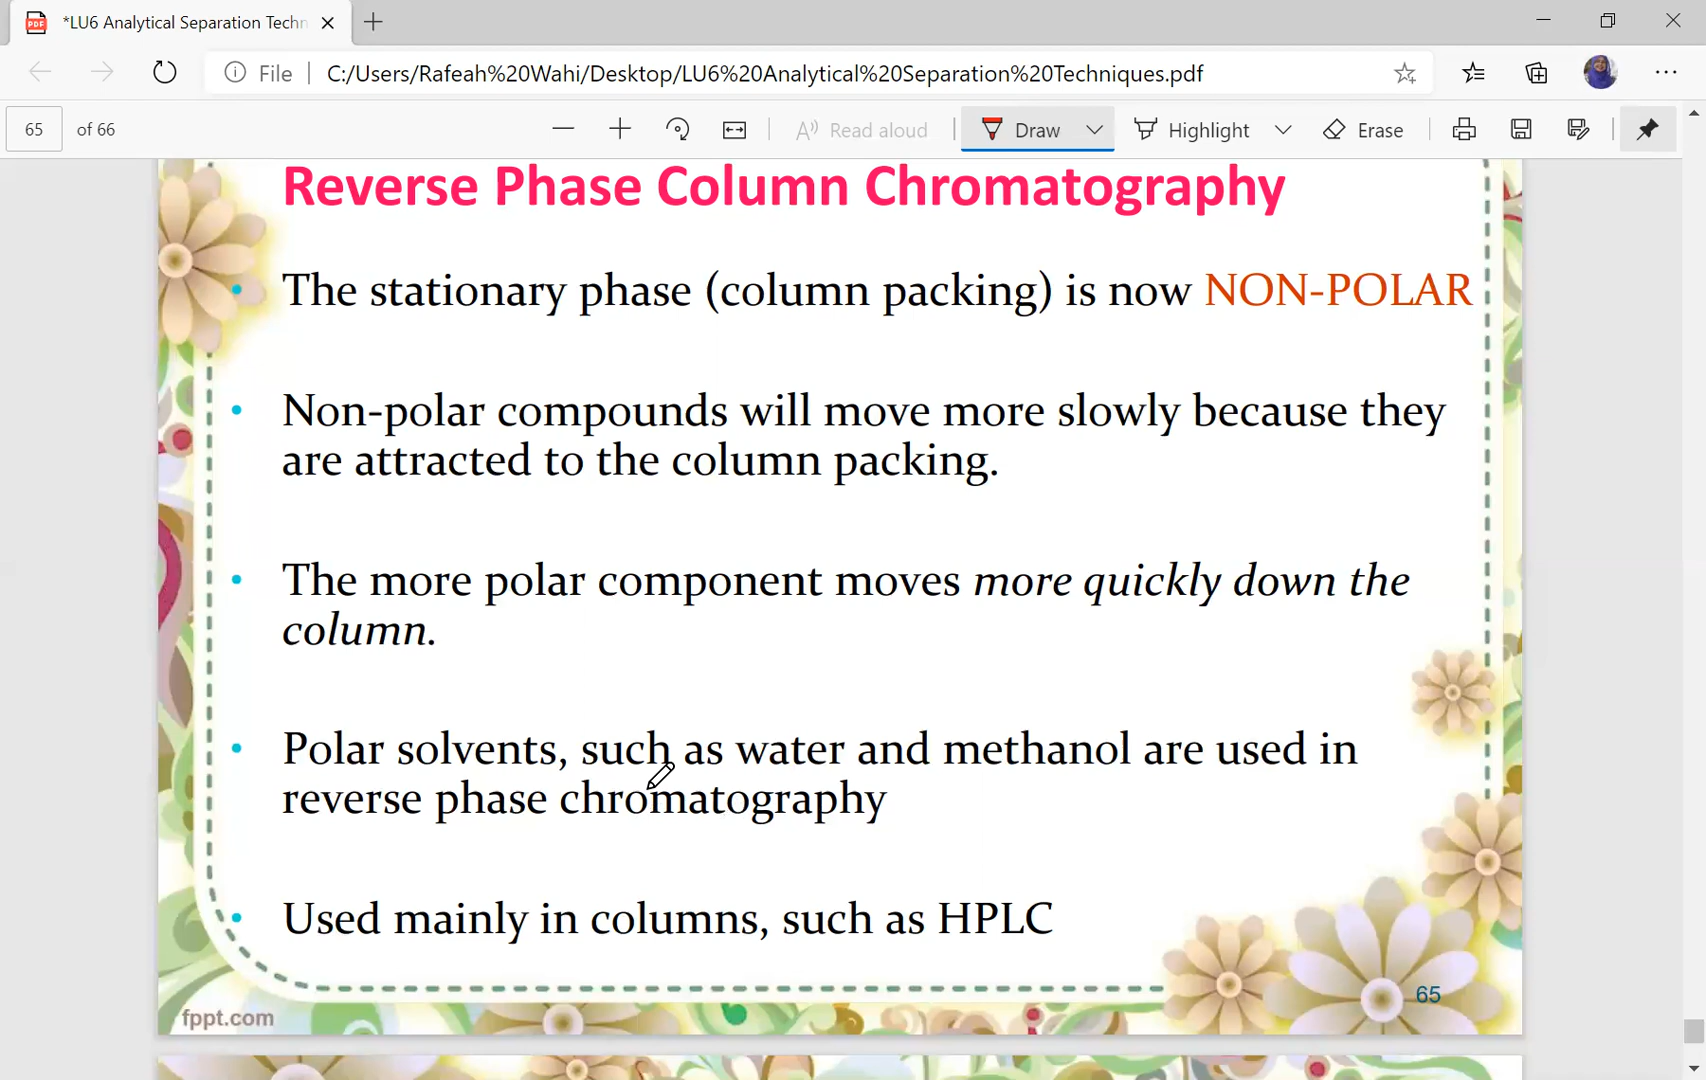 *LU6 Analytical Separation Techn
File
C:/Users/Rafeah%20Wahi/Desktop/LU6%20Analytical%20Separation%20Techniques.pdf
65 of 66
Read aloud
Draw
Highlight
Erase
Reverse Phase Column Chromatography
• The stationary phase (column packing) is now NON-POLAR
• Non-polar compounds will move more slowly because they
are attracted to the column packing.
• The more polar component moves more quickly down the
column.
• Polar solvents, such as water and methanol are used in
reverse phase chromatography
• Used mainly in columns, such as HPLC
65
fppt.com